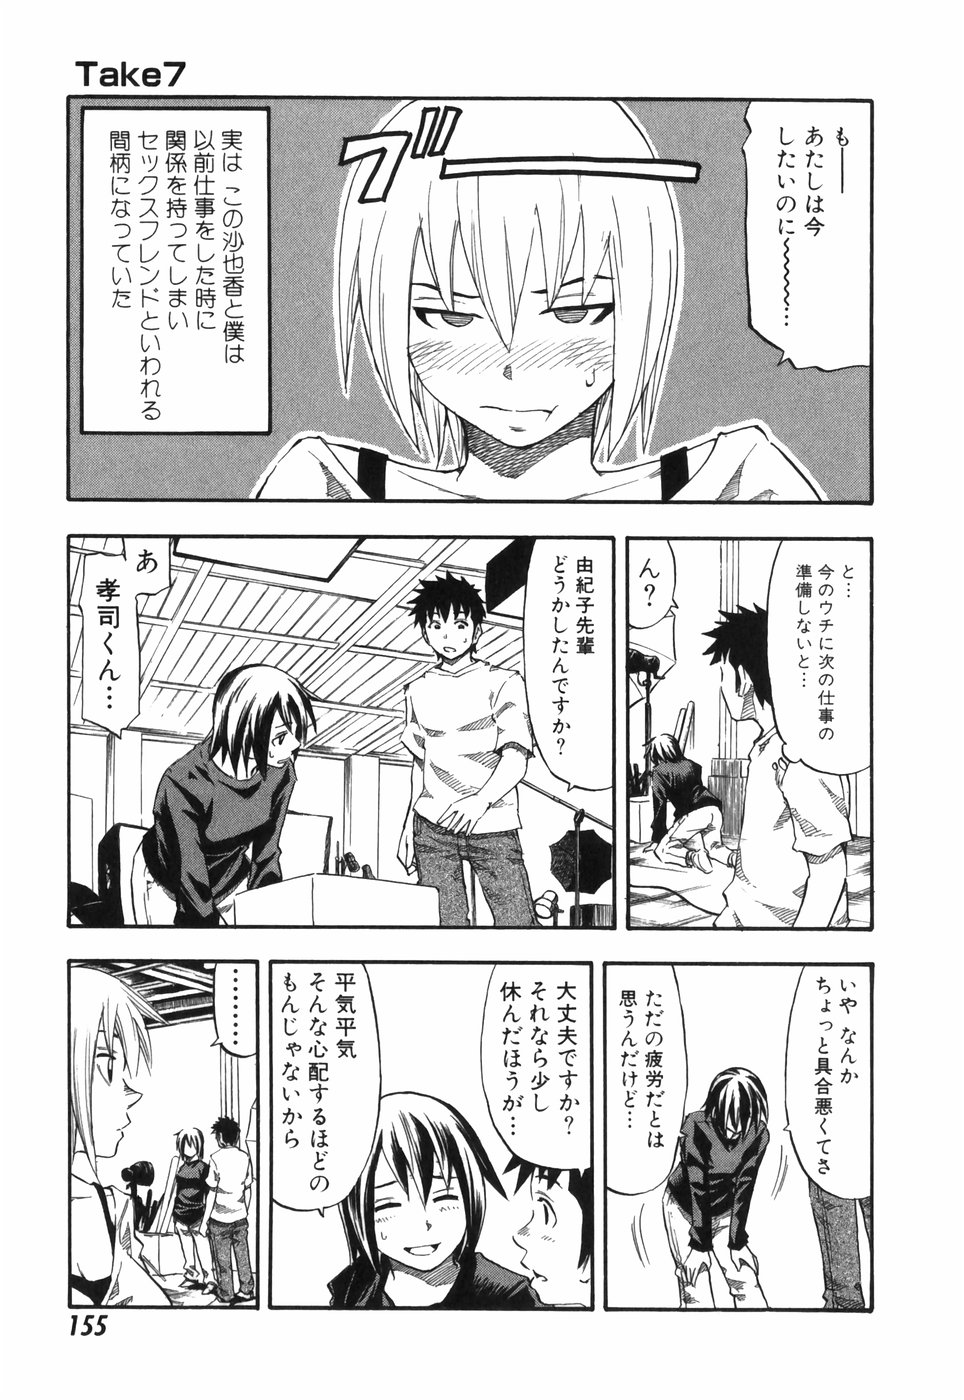 Take7
も――
あたしは今
したいのに〜〜〜〜…
ブー
実は この沙也香と僕は
以前仕事をした時に
関係を持ってしまい
セックスフレンドといわれる
間柄になっていた
と…
今のウチに次の仕事の
準備しないと…
ん?
由紀子先輩
どうかしたんですか?
あ
孝司くん…
いや なんか
ちょっと具合悪くてさ
ただの疲労だとは
思うんだけど…
大丈夫ですか?
それなら少し
休んだほうが…
平気平気
そんな心配するほどの
もんじゃないから
………
155